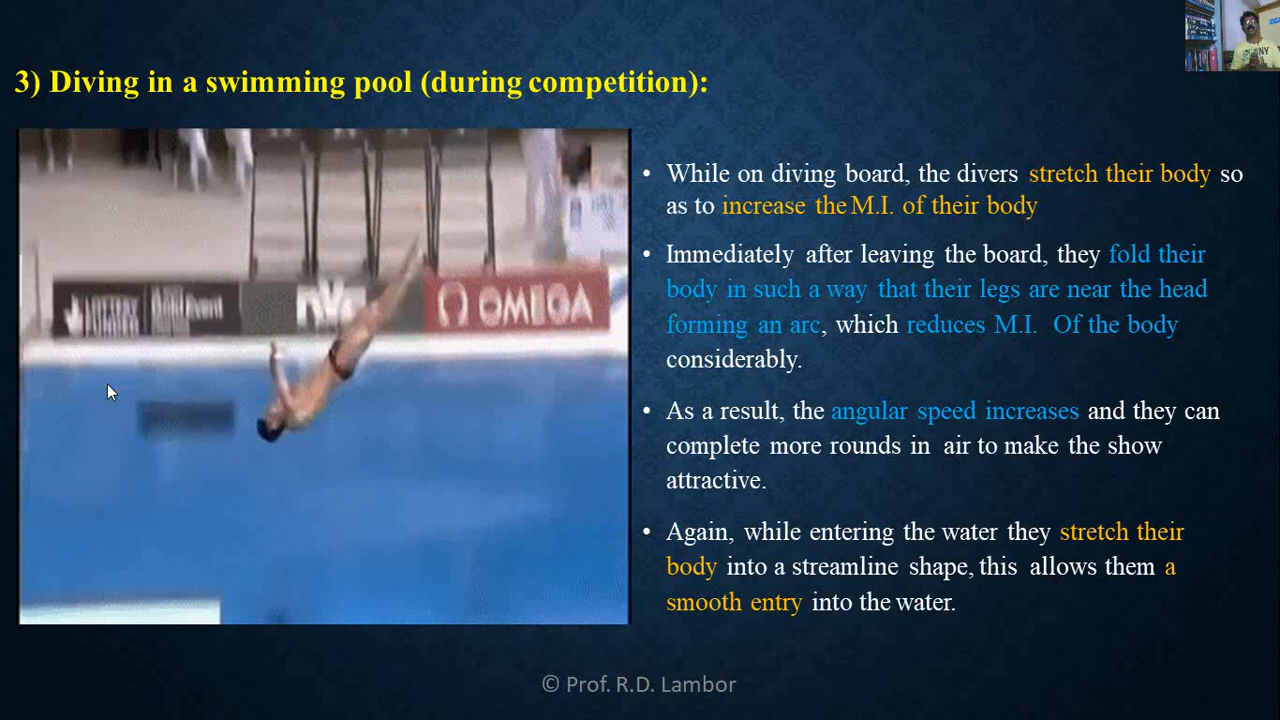 3) Diving in a swimming pool (during competition):
OMEGA
• While on diving board, the divers stretch their body so
as to increase the M.I. of their body
• Immediately after leaving the board, they fold their
body in such a way that their legs are near the head
forming an arc, which reduces M.I. Of the body
considerably.
• As a result, the angular speed increases and they can
complete more rounds in air to make the show
attractive.
• Again, while entering the water they stretch their
body into a streamline shape, this allows them a
smooth entry into the water.
© Prof. R.D. Lambor